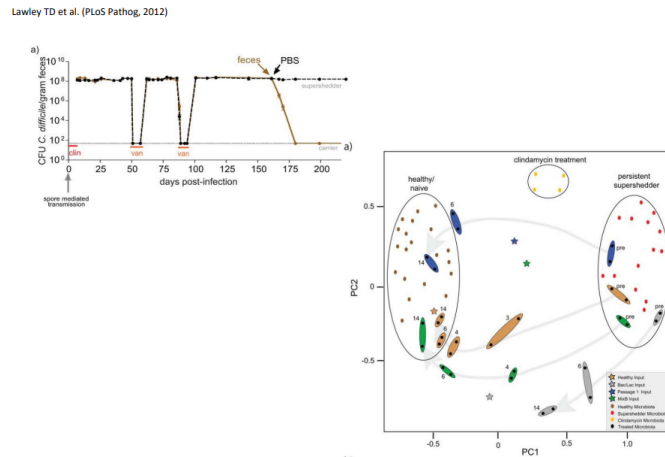 Lawley TD et al. (PLoS Pathog, 2012)
a)
feces
PBS
CFU C. difficile/gram feces
10^10
10^8
10^6
10^4
10^2
10^0
supershedder
carrier
clin
van
van
0 25 50 75 100 125 150 175 200
days post-infection
spore mediated
transmission
a)
clindamycin treatment
healthy/
naive
persistent
supershedder
PC2
0.5
0
-0.5
6
14
pre
pre
pre
pre
14
14
6
4
3
6
4
6
14
Healthy Input
Bac/Lac Input
Passage 1 Input
MixB Input
Healthy Microbiota
Supershedder Microbiota
Clindamycin Microbiota
Treated Microbiota
-0.5 0 0.5 1.0
PC1